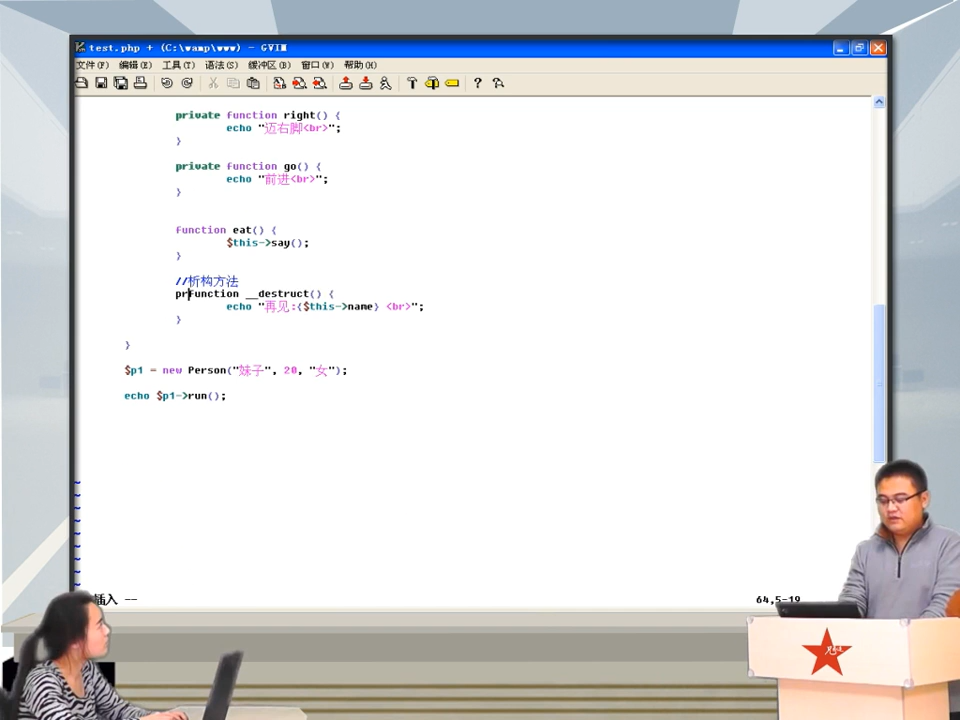 test.php + (C:\wamp\www) - GVIM
文件(F) 编辑(E) 工具(T) 语法(S) 缓冲区(B) 窗口(W) 帮助(H)
private function right() {
echo "迈右脚<br>";
}
private function go() {
echo "前进<br>";
}
function eat() {
$this->say();
}
//析构方法
prfunction __destruct() {
echo "再见:{$this->name} <br>";
}
}
$p1 = new Person("妹子", 20, "女");
echo $p1->run();
~
~
~
~
~
~
~
~
~
插入 --
64,5-19